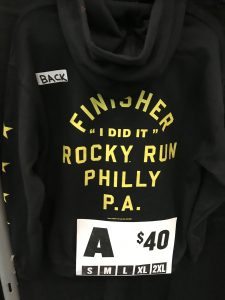 BACK
FINISHER
"I DID IT"
ROCKY RUN
PHILLY
P.A.
A $40
S M L XL 2XL